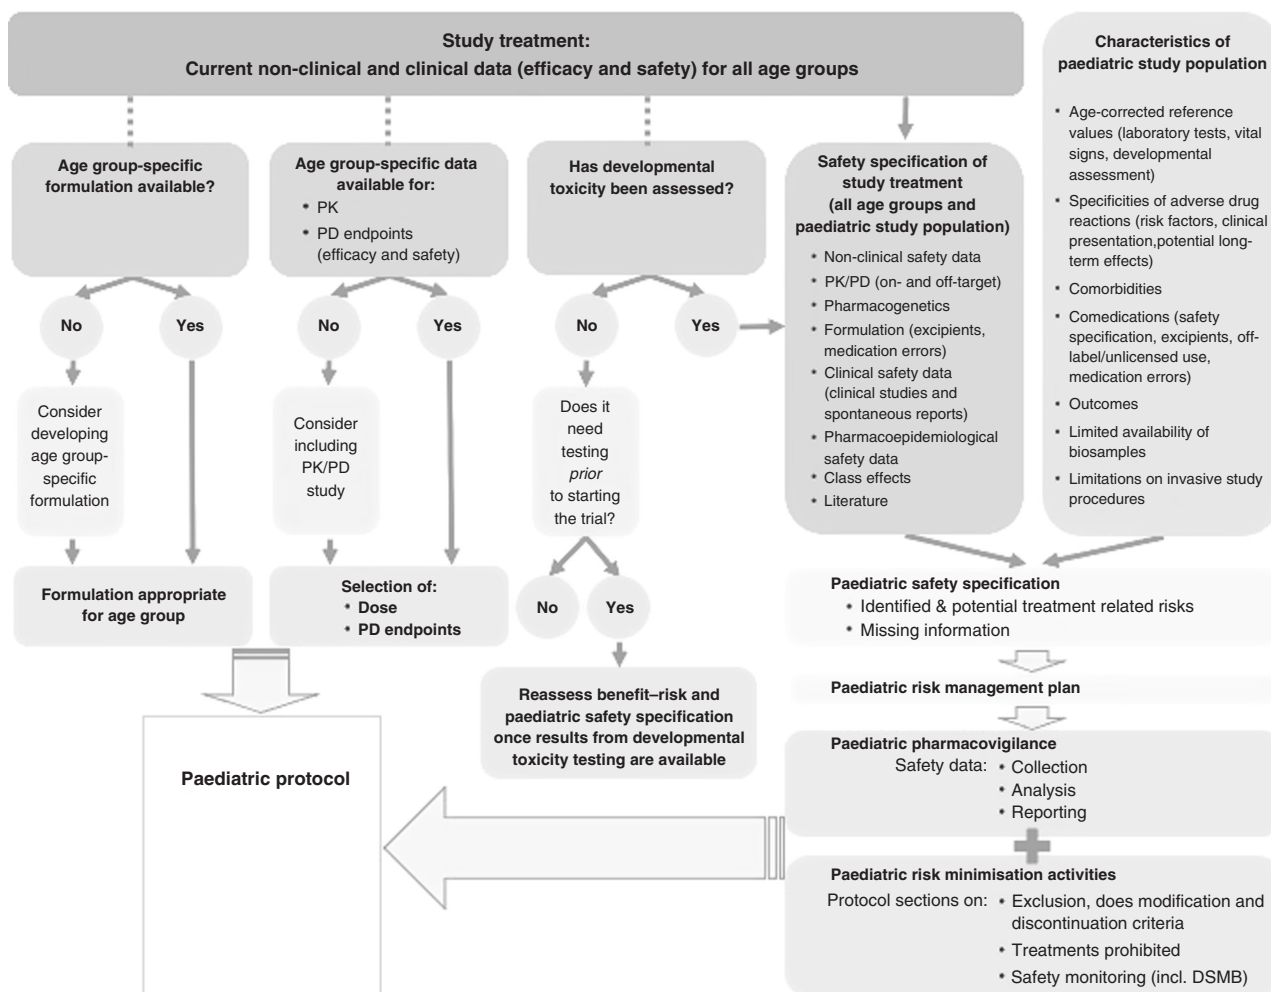 Study treatment:
Current non-clinical and clinical data (efficacy and safety) for all age groups
Age group-specific
formulation available?
No
Yes
Consider
developing
age group-
specific
formulation
Formulation appropriate
for age group
Age group-specific data
available for:
* PK
* PD endpoints
(efficacy and safety)
No
Yes
Consider
including
PK/PD
study
Selection of:
* Dose
* PD endpoints
Has developmental
toxicity been assessed?
No
Yes
Does it
need
testing
prior
to starting
the trial?
No
Yes
Reassess benefit–risk and
paediatric safety specification
once results from developmental
toxicity testing are available
Safety specification of
study treatment
(all age groups and
paediatric study population)
* Non-clinical safety data
* PK/PD (on- and off-target)
* Pharmacogenetics
* Formulation (excipients,
medication errors)
* Clinical safety data
(clinical studies and
spontaneous reports)
* Pharmacoepidemiological
safety data
* Class effects
* Literature
Characteristics of
paediatric study population
* Age-corrected reference
values (laboratory tests, vital
signs, developmental
assessment)
* Specificities of adverse drug
reactions (risk factors, clinical
presentation,potential long-
term effects)
* Comorbidities
* Comedications (safety
specification, excipients, off-
label/unlicensed use,
medication errors)
* Outcomes
* Limited availability of
biosamples
* Limitations on invasive study
procedures
Paediatric safety specification
* Identified & potential treatment related risks
* Missing information
Paediatric risk management plan
Paediatric pharmacovigilance
Safety data: * Collection
* Analysis
* Reporting
Paediatric risk minimisation activities
Protocol sections on: * Exclusion, does modification and
discontinuation criteria
* Treatments prohibited
* Safety monitoring (incl. DSMB)
Paediatric protocol